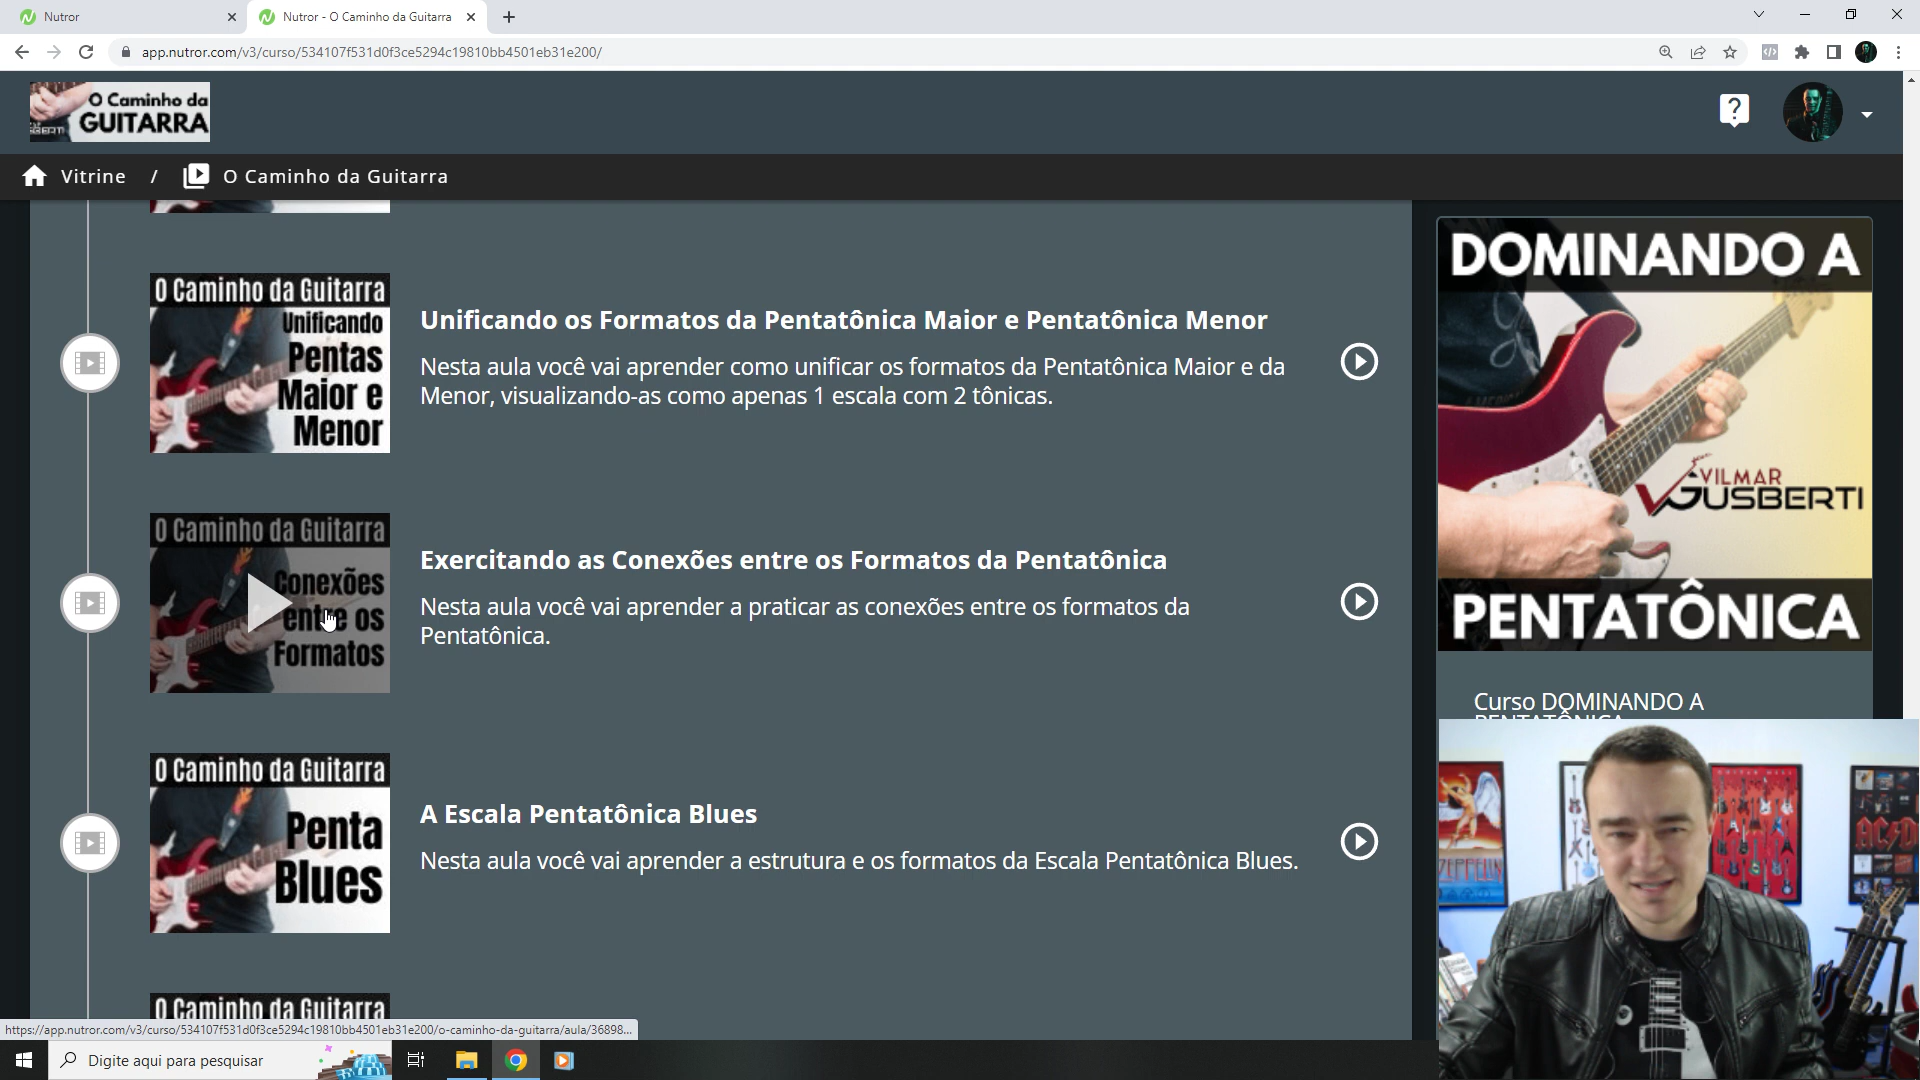 Nutror
Nutror - O Caminho da Guitarra
app.nutror.com/v3/curso/534107f531d0f3ce5294c19810bb4501eb31e200/
O Caminho da
GUITARRA
?
Vitrine / O Caminho da Guitarra
O Caminho da Guitarra
Unificando
Pentas
Maior e
Menor
Unificando os Formatos da Pentatônica Maior e Pentatônica Menor
Nesta aula você vai aprender como unificar os formatos da Pentatônica Maior e da
Menor, visualizando-as como apenas 1 escala com 2 tônicas.
O Caminho da Guitarra
Conexões
entre os
Formatos
Exercitando as Conexões entre os Formatos da Pentatônica
Nesta aula você vai aprender a praticar as conexões entre os formatos da
Pentatônica.
O Caminho da Guitarra
Penta
Blues
A Escala Pentatônica Blues
Nesta aula você vai aprender a estrutura e os formatos da Escala Pentatônica Blues.
O Caminho da Guitarra
DOMINANDO A
VILMAR
GUSBERTI
PENTATÔNICA
Curso DOMINANDO A
PENTATÔNICA
ZEPPELIN
AC/DC
https://app.nutror.com/v3/curso/534107f531d0f3ce5294c19810bb4501eb31e200/o-caminho-da-guitarra/aula/36898...
Digite aqui para pesquisar